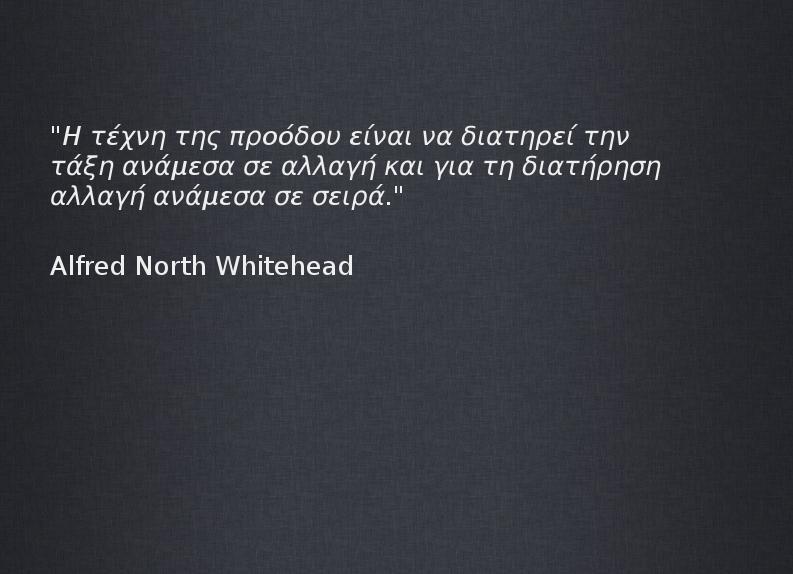 "Η τέχνη της προόδου είναι να διατηρεί την
τάξη ανάμεσα σε αλλαγή και για τη διατήρηση
αλλαγή ανάμεσα σε σειρά."
Alfred North Whitehead